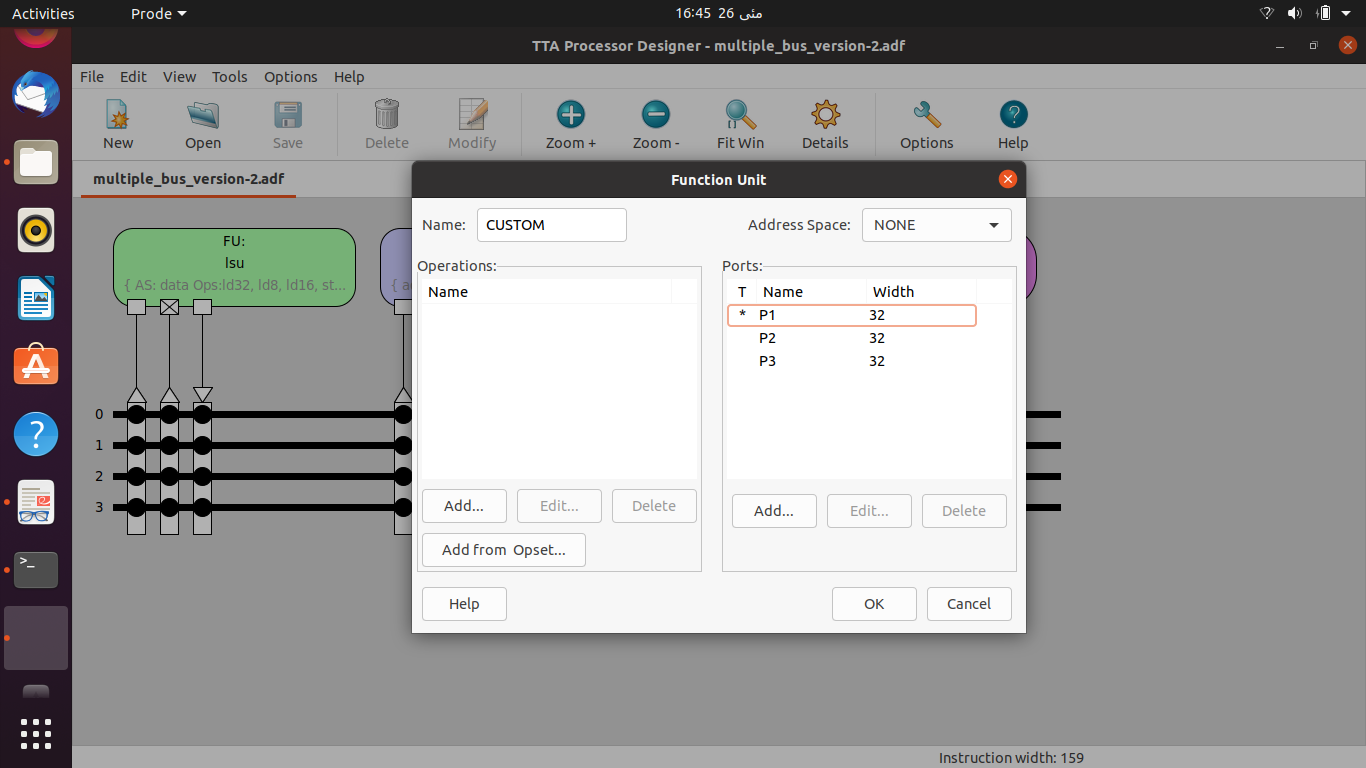 Activities
Prode
16:45 26 مئی
TTA Processor Designer - multiple_bus_version-2.adf
File Edit View Tools Options Help
New Open Save Delete Modify Zoom + Zoom - Fit Win Details Options Help
multiple_bus_version-2.adf
FU:
lsu
{ AS: data Ops:ld32, ld8, ld16, st...
0
1
2
3
Function Unit
Name: CUSTOM Address Space: NONE
Operations:
Name
Add... Edit... Delete
Add from Opset...
Ports:
T Name Width
* P1 32
P2 32
P3 32
Add... Edit... Delete
Help OK Cancel
Instruction width: 159